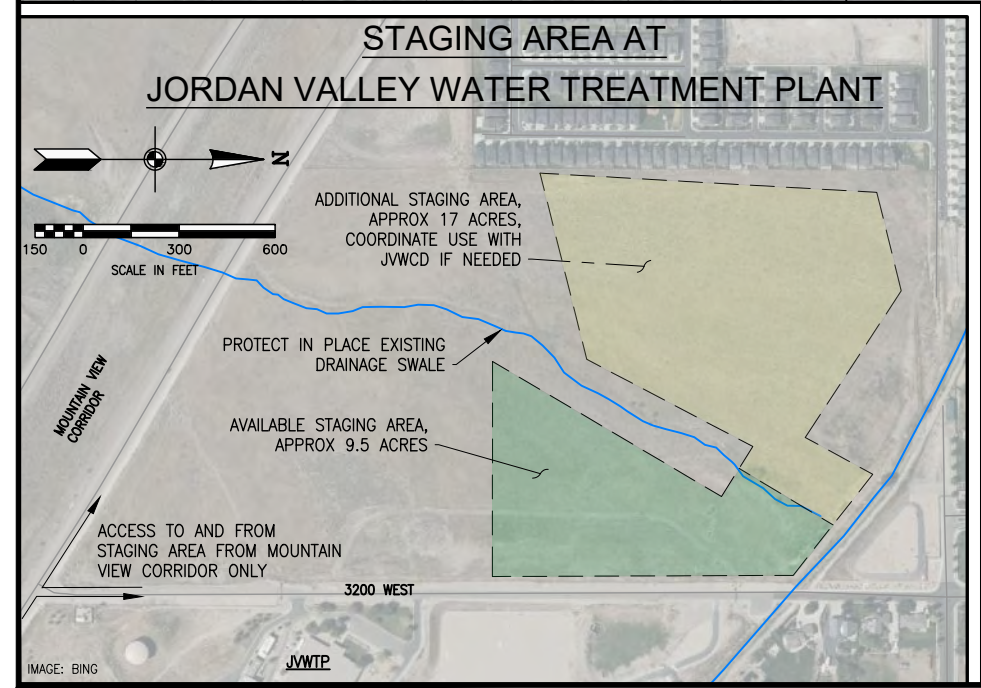 STAGING AREA AT
JORDAN VALLEY WATER TREATMENT PLANT
N
150 0 300 600
SCALE IN FEET
ADDITIONAL STAGING AREA,
APPROX 17 ACRES,
COORDINATE USE WITH
JVWCD IF NEEDED
PROTECT IN PLACE EXISTING
DRAINAGE SWALE
MOUNTAIN VIEW
CORRIDOR
AVAILABLE STAGING AREA,
APPROX 9.5 ACRES
ACCESS TO AND FROM
STAGING AREA FROM MOUNTAIN
VIEW CORRIDOR ONLY
3200 WEST
JVWTP
IMAGE: BING